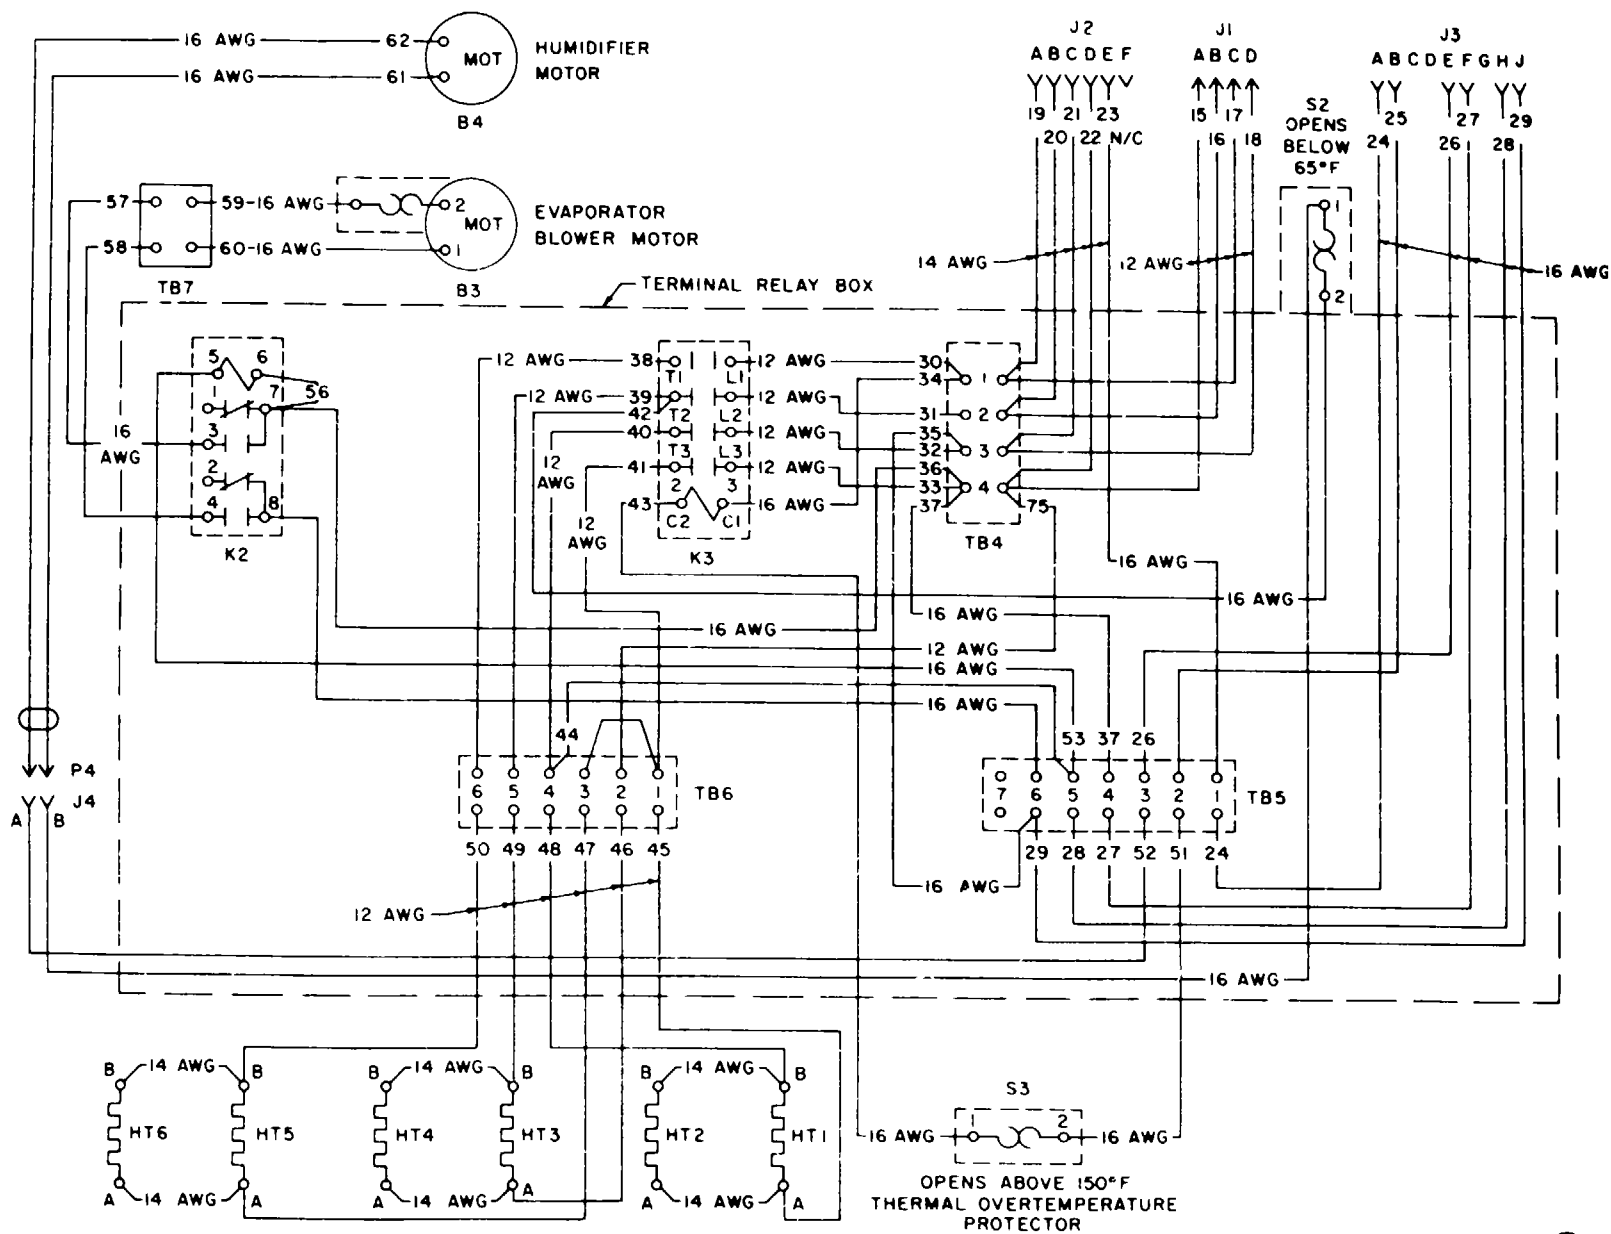 16 AWG 62
MOT
HUMIDIFIER
MOTOR
16 AWG 61
B4
J2
A B C D E F
19 21 23
20 22 N/C
J1
A B C D
15 17
16 18
J3
A B C D E F G H J
25 27 29
24 26 28
S2
OPENS
BELOW
65°F
1
2
57 59-16 AWG 2
MOT
EVAPORATOR
BLOWER MOTOR
58 60-16 AWG 1
TB7
B3
14 AWG
12 AWG
16 AWG
TERMINAL RELAY BOX
5 6
1 7 56
3
2
4 8
K2
16
AWG
12 AWG 38 T1 L1 12 AWG 30
34 1
12 AWG 39 T2 L2 12 AWG 31 2
42
40 T3 L3 12 AWG 35
32 3
41 12 AWG 36
33 4
43 2 3 16 AWG 37 75
C2 C1
K3
TB4
12
AWG
12
AWG
16 AWG
16 AWG
16 AWG
16 AWG
12 AWG
16 AWG
16 AWG
44
53 37 26
6 5 4 3 2 1
TB6
7 6 5 4 3 2 1
TB5
50 49 48 47 46 45
29 28 27 52 51 24
P4
J4
A B
12 AWG
16 AWG
16 AWG
B 14 AWG B
HT6 HT5
A 14 AWG A
B 14 AWG B
HT4 HT3
A 14 AWG A
B 14 AWG B
HT2 HT1
A 14 AWG A
S3
16 AWG 1 2 16 AWG
OPENS ABOVE 150°F
THERMAL OVERTEMPERATURE
PROTECTOR